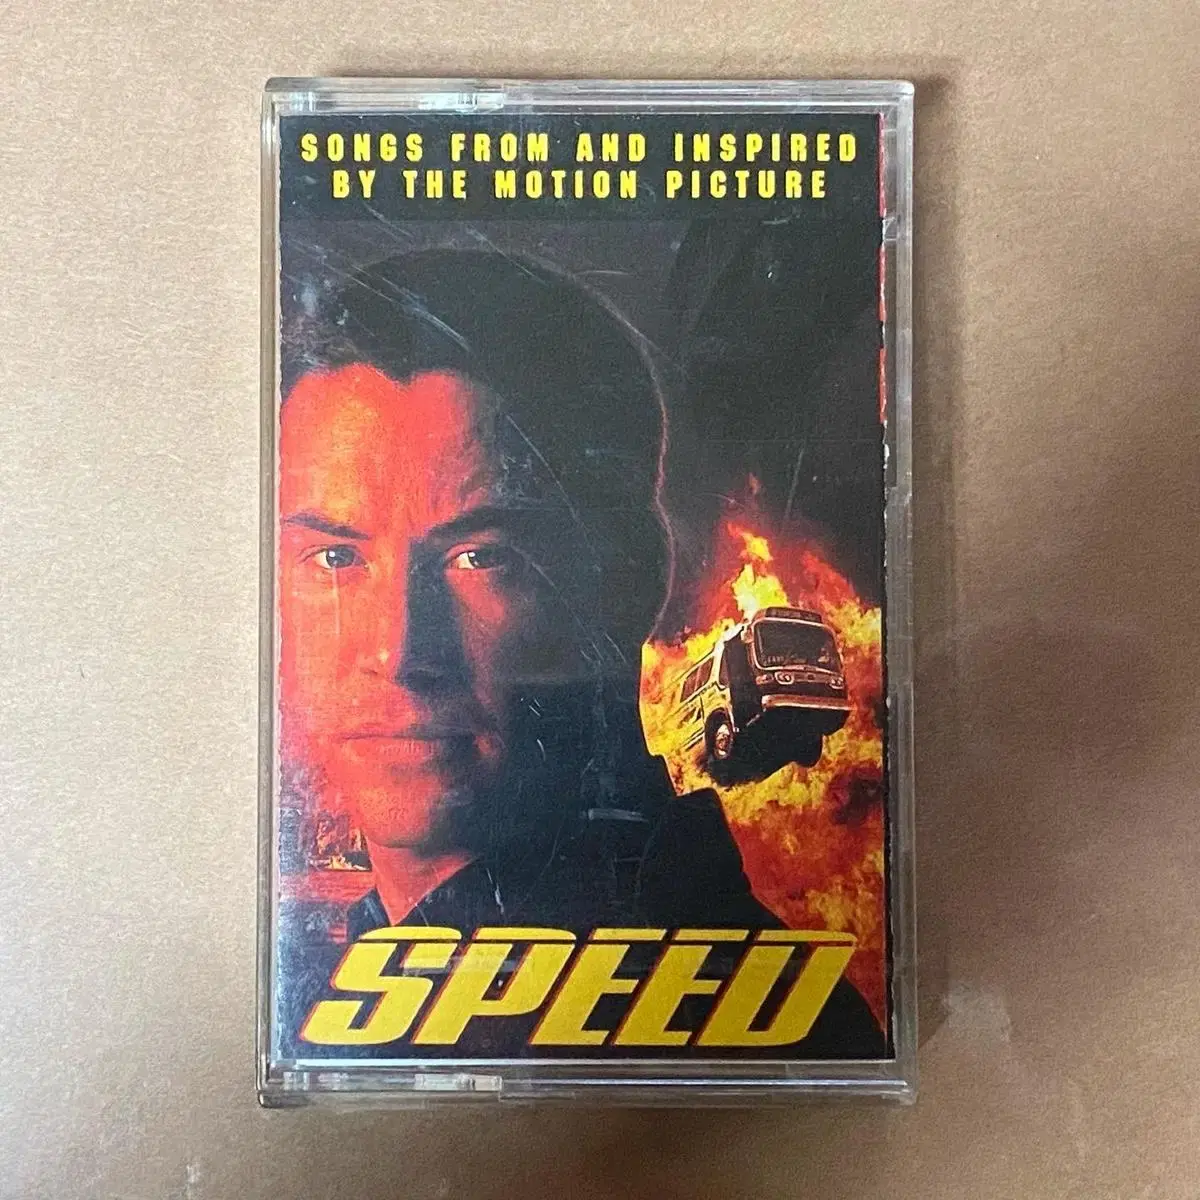 SONGS FROM AND INSPIRED
BY THE MOTION PICTURE
SPEED